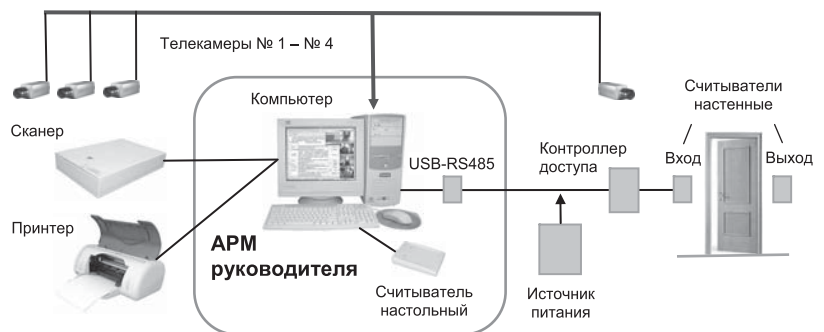 Телекамеры № 1 – № 4
Компьютер
Считыватели
настенные
Сканер
USB-RS485
Контроллер
доступа
Вход
Выход
Принтер
АРМ
руководителя
Считыватель
настольный
Источник
питания